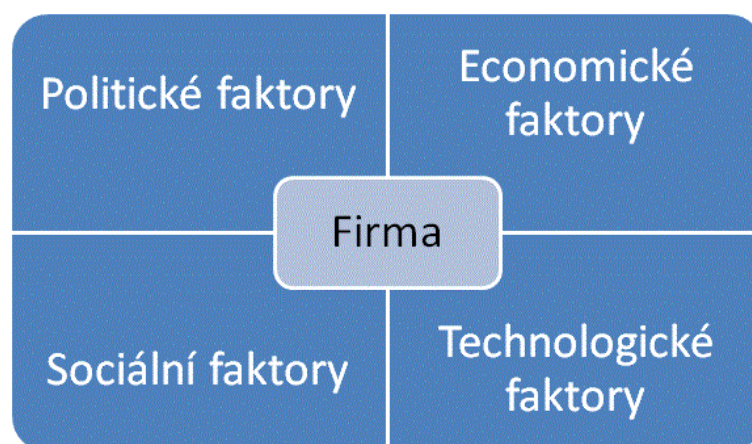 Politické faktory
Economické
faktory
Firma
Sociální faktory
Technologické
faktory